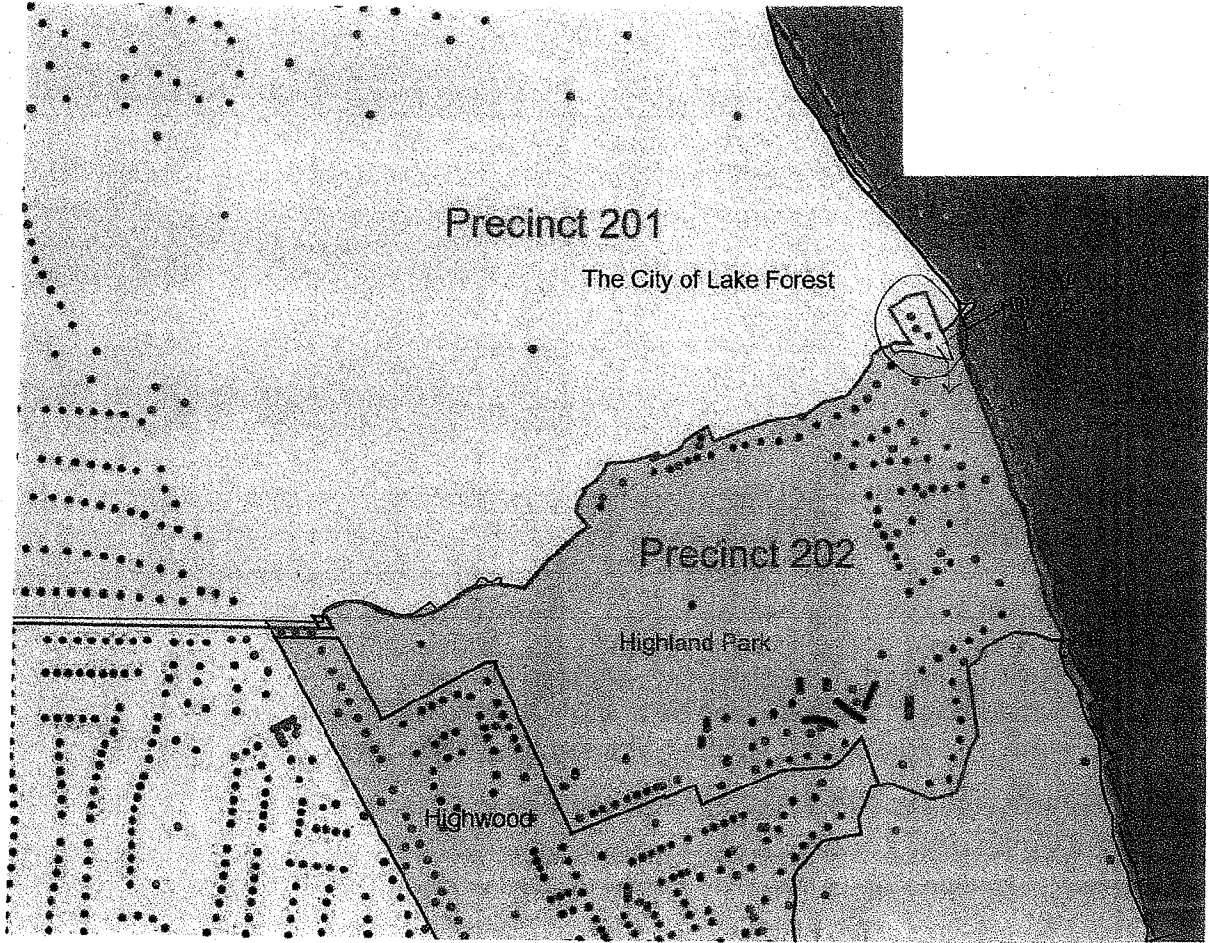 Precinct 201
The City of Lake Forest
Precinct 202
Highland Park
Highwood